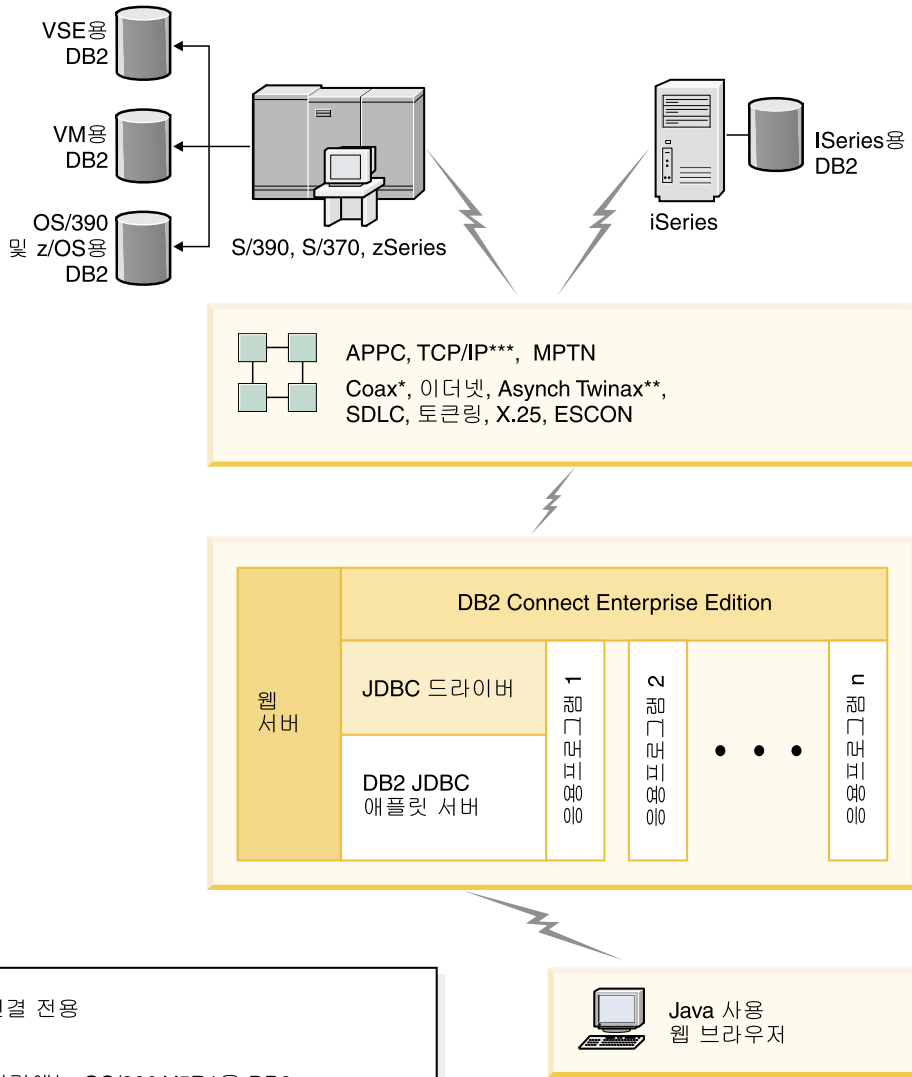 VSE용
DB2
VM용
DB2
OS/390
및 z/OS용
DB2
S/390, S/370, zSeries
iSeries
ISeries용
DB2
APPC, TCP/IP***, MPTN
Coax*, 이더넷, Asynch Twinax**,
SDLC, 토큰링, X.25, ESCON
DB2 Connect Enterprise Edition
웹
서버
JDBC 드라이버
DB2 JDBC
애플릿 서버
응용프로그램 1
응용프로그램 2
• • •
응용프로그램 n
결 전용
Java 사용
웹 브라우저